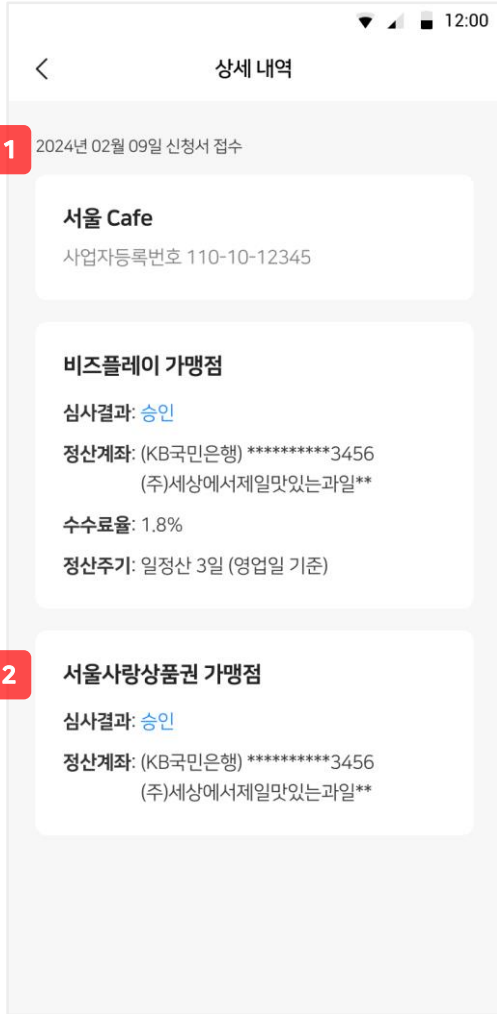 12:00
상세 내역
1
2024년 02월 09일 신청서 접수
서울 Cafe
사업자등록번호 110-10-12345
비즈플레이 가맹점
심사결과: 승인
정산계좌: (KB국민은행) **********3456
(주)세상에서제일맛있는과일**
수수료율: 1.8%
정산주기: 일정산 3일 (영업일 기준)
2
서울사랑상품권 가맹점
심사결과: 승인
정산계좌: (KB국민은행) **********3456
(주)세상에서제일맛있는과일**